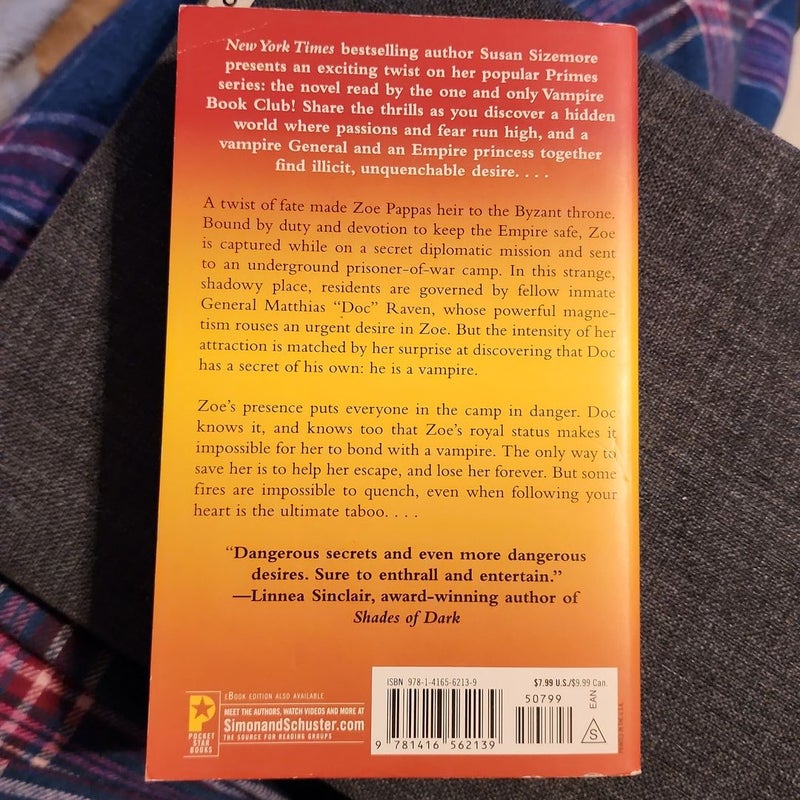 New York Times bestselling author Susan Sizemore
presents an exciting twist on her popular Primes
series: the novel read by the one and only Vampire
Book Club! Share the thrills as you discover a hidden
world where passions and fear run high, and a
vampire General and an Empire princess together
find illicit, unquenchable desire. . . .
A twist of fate made Zoe Pappas heir to the Byzant throne.
Bound by duty and devotion to keep the Empire safe, Zoe
is captured while on a secret diplomatic mission and sent
to an underground prisoner-of-war camp. In this strange,
shadowy place, residents are governed by fellow inmate
General Matthias “Doc” Raven, whose powerful magne-
tism rouses an urgent desire in Zoe. But the intensity of her
attraction is matched by her surprise at discovering that Doc
has a secret of his own: he is a vampire.
Zoe’s presence puts everyone in the camp in danger. Doc
knows it, and knows too that Zoe’s royal status makes it
impossible for her to bond with a vampire. The only way to
save her is to help her escape, and lose her forever. But some
fires are impossible to quench, even when following your
heart is the ultimate taboo. . . .
“Dangerous secrets and even more dangerous
desires. Sure to enthrall and entertain.”
—Linnea Sinclair, award-winning author of
Shades of Dark
P
POCKET
STAR
BOOKS
eBOOK EDITION ALSO AVAILABLE
MEET THE AUTHORS, WATCH VIDEOS AND MORE AT
SimonandSchuster.com
THE SOURCE FOR READING GROUPS
ISBN 978-1-4165-6213-9
$7.99 U.S./$9.99 Can.
50799
EAN
S
9 781416 562139